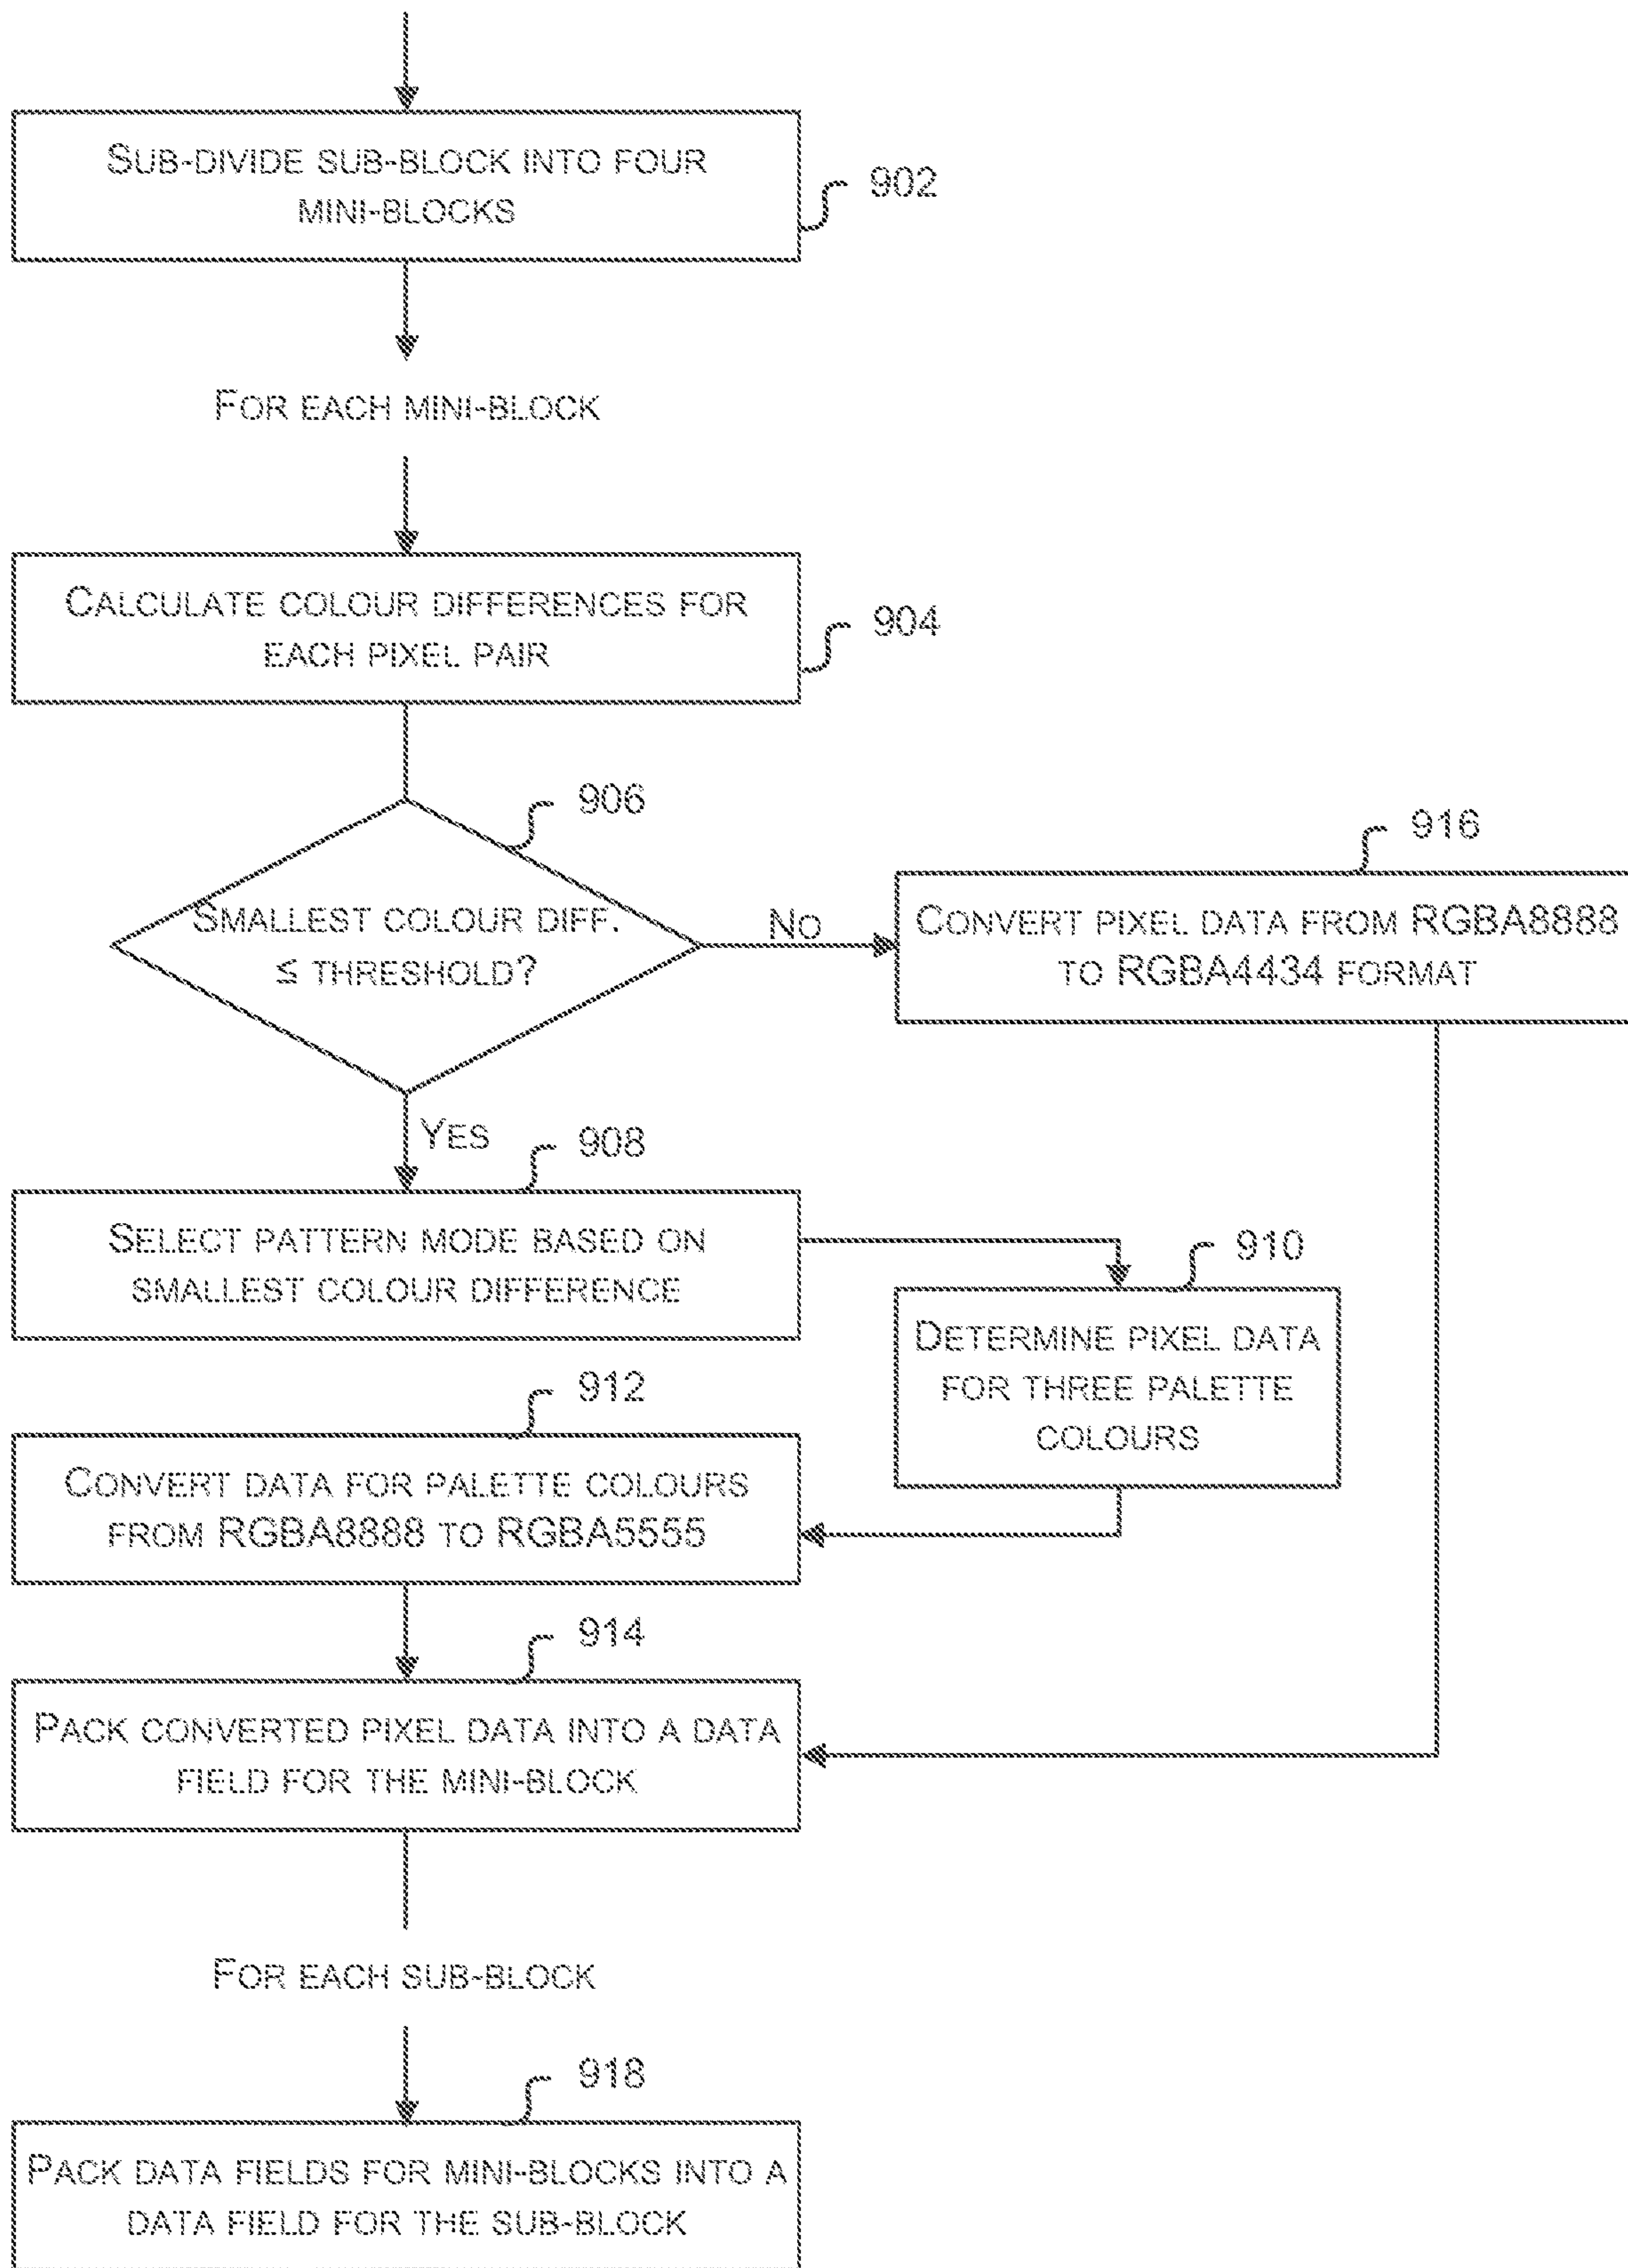 SUB-DIVIDE SUB-BLOCK INTO FOUR
MINI-BLOCKS
902
FOR EACH MINI-BLOCK
CALCULATE COLOUR DIFFERENCES FOR
EACH PIXEL PAIR
904
906
SMALLEST COLOUR DIFF.
≤ THRESHOLD?
NO
916
CONVERT PIXEL DATA FROM RGBA8888
TO RGBA4434 FORMAT
YES
908
SELECT PATTERN MODE BASED ON
SMALLEST COLOUR DIFFERENCE
910
DETERMINE PIXEL DATA
FOR THREE PALETTE
COLOURS
912
CONVERT DATA FOR PALETTE COLOURS
FROM RGBA8888 TO RGBA5555
914
PACK CONVERTED PIXEL DATA INTO A DATA
FIELD FOR THE MINI-BLOCK
FOR EACH SUB-BLOCK
918
PACK DATA FIELDS FOR MINI-BLOCKS INTO A
DATA FIELD FOR THE SUB-BLOCK